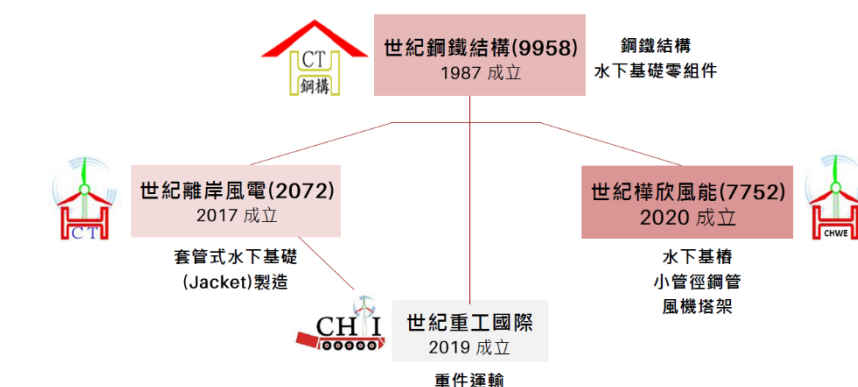 CT
鋼構
世紀鋼鐵結構(9958)
1987 成立
鋼鐵結構
水下基礎零組件
CT
世紀離岸風電(2072)
2017 成立
套管式水下基礎
(Jacket)製造
世紀樺欣風能(7752)
2020 成立
CHWE
水下基樁
小管徑鋼管
風機塔架
CHI
世紀重工國際
2019 成立
重件運輸